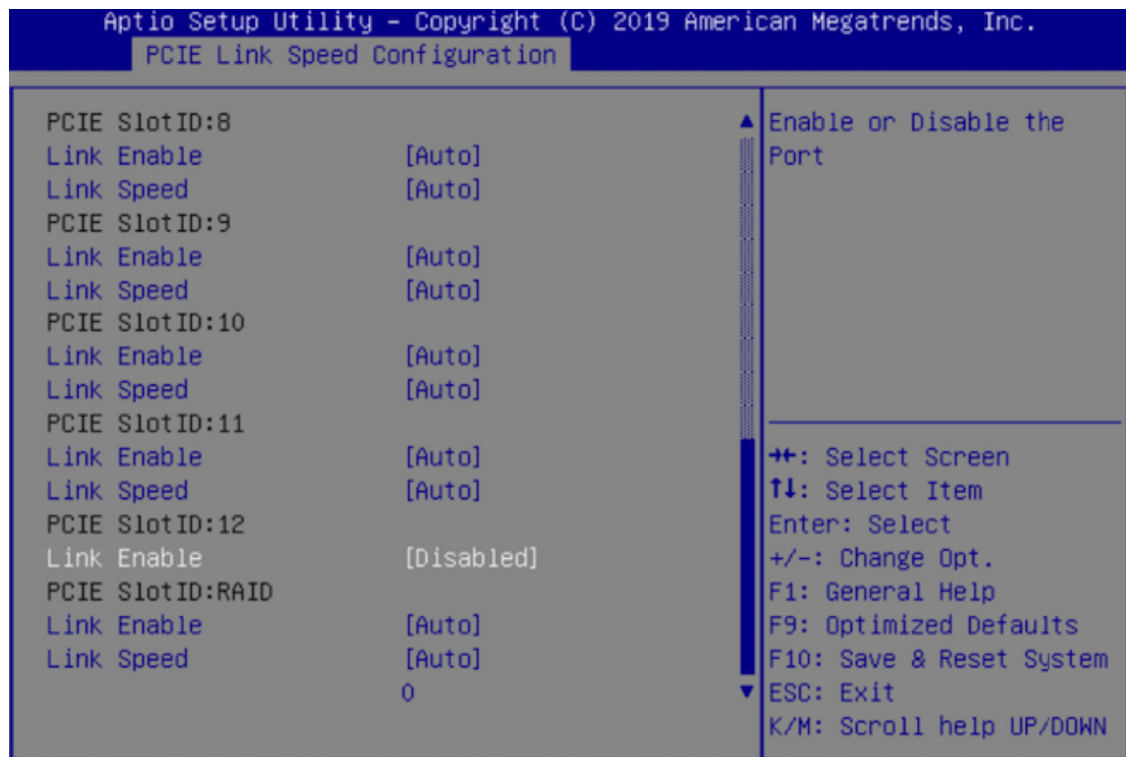 Aptio Setup Utility – Copyright (C) 2019 American Megatrends, Inc.
PCIE Link Speed Configuration
PCIE SlotID:8
Link Enable [Auto]
Link Speed [Auto]
PCIE SlotID:9
Link Enable [Auto]
Link Speed [Auto]
PCIE SlotID:10
Link Enable [Auto]
Link Speed [Auto]
PCIE SlotID:11
Link Enable [Auto]
Link Speed [Auto]
PCIE SlotID:12
Link Enable [Disabled]
PCIE SlotID:RAID
Link Enable [Auto]
Link Speed [Auto]
0
Enable or Disable the
Port
→←: Select Screen
↑↓: Select Item
Enter: Select
+/-: Change Opt.
F1: General Help
F9: Optimized Defaults
F10: Save & Reset System
ESC: Exit
K/M: Scroll help UP/DOWN